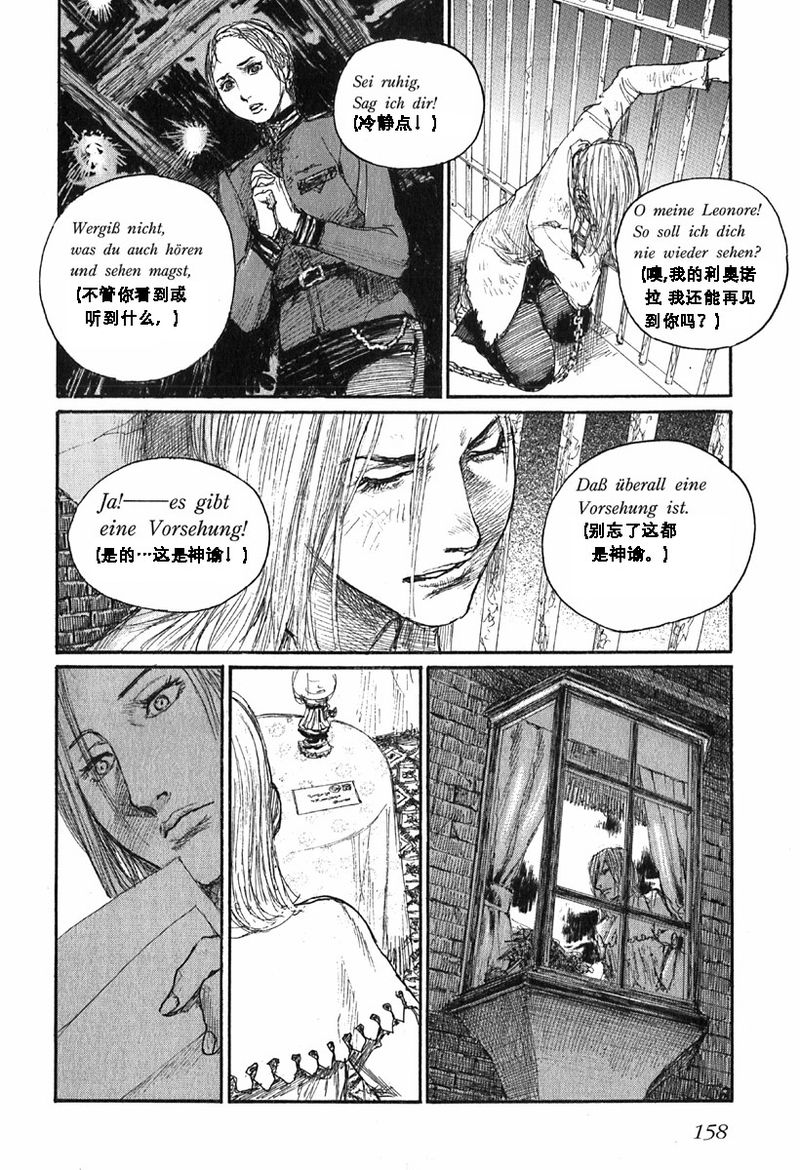 O meine Leonore!
So soll ich dich
nie wieder sehen?
(噢,我的利奥诺
拉 我还能再见
到你吗？)
Sei ruhig,
Sag ich dir!
(冷静点！)
Wergiß nicht,
was du auch hören
und sehen magst,
(不管你看到或
听到什么，)
Daß überall eine
Vorsehung ist.
(别忘了这都
是神谕。)
Ja!——es gibt
eine Vorsehung!
(是的…这是神谕！)
158